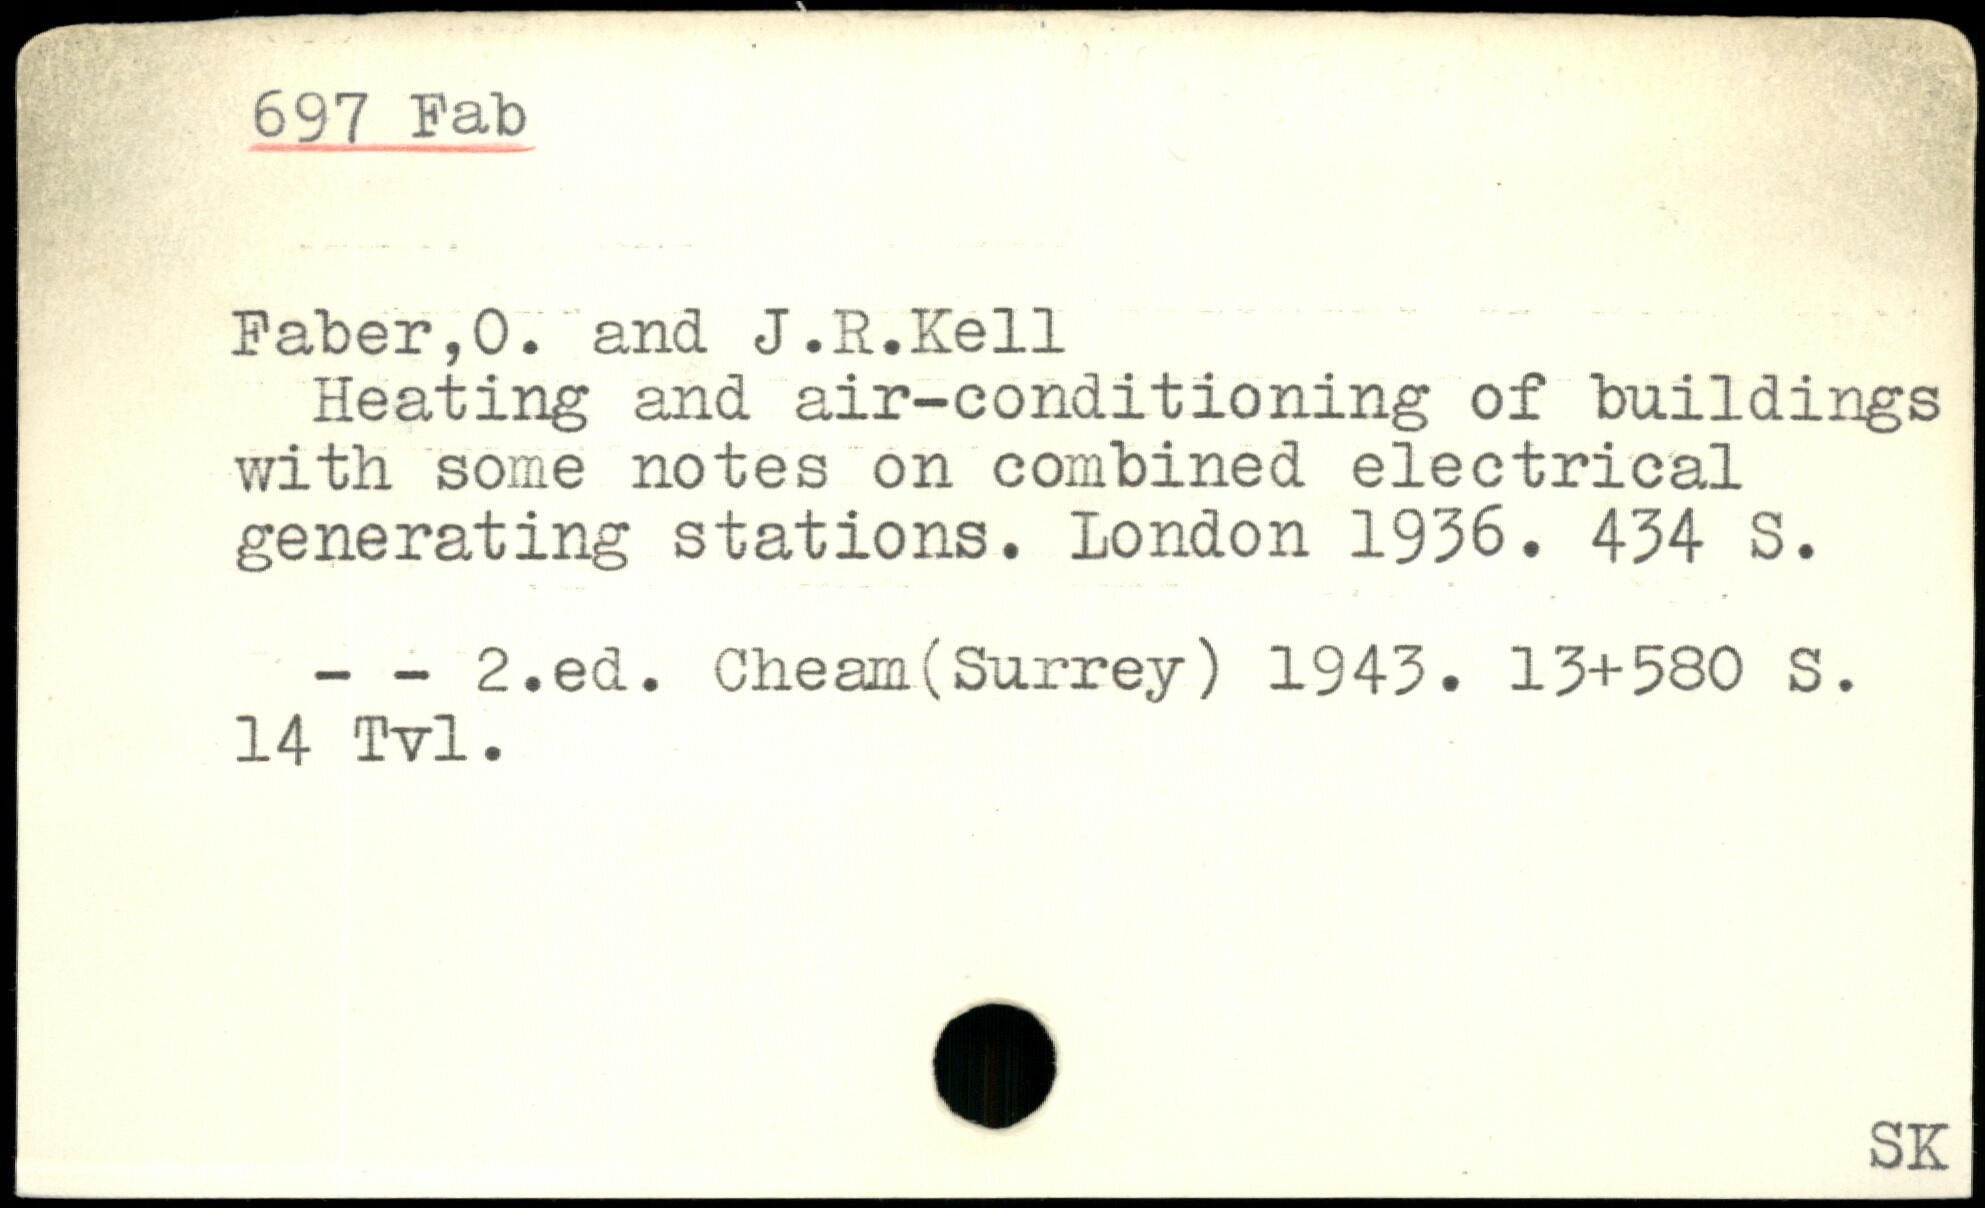 697 Fab
Faber,O. and J.R.Kell
Heating and air-conditioning of buildings
with some notes on combined electrical
generating stations. London 1936. 434 S.
- - 2.ed. Cheam(Surrey) 1943. 13+580 S.
14 Tvl.
SK